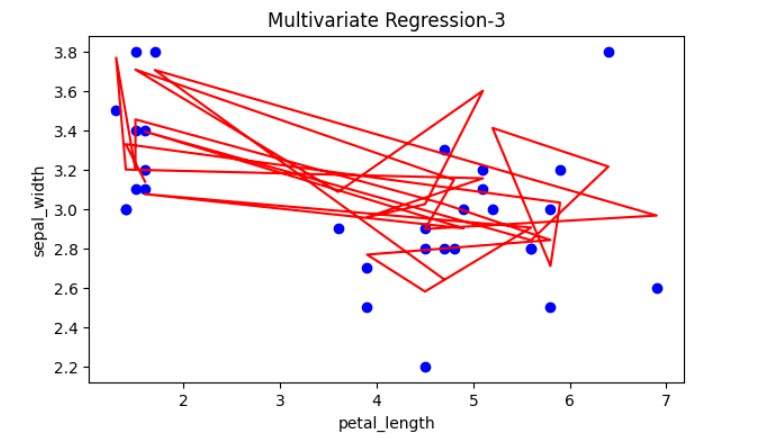 Multivariate Regression-3
3.8
3.6
3.4
3.2
3.0
2.8
2.6
2.4
2.2
sepal_width
2 3 4 5 6 7
petal_length